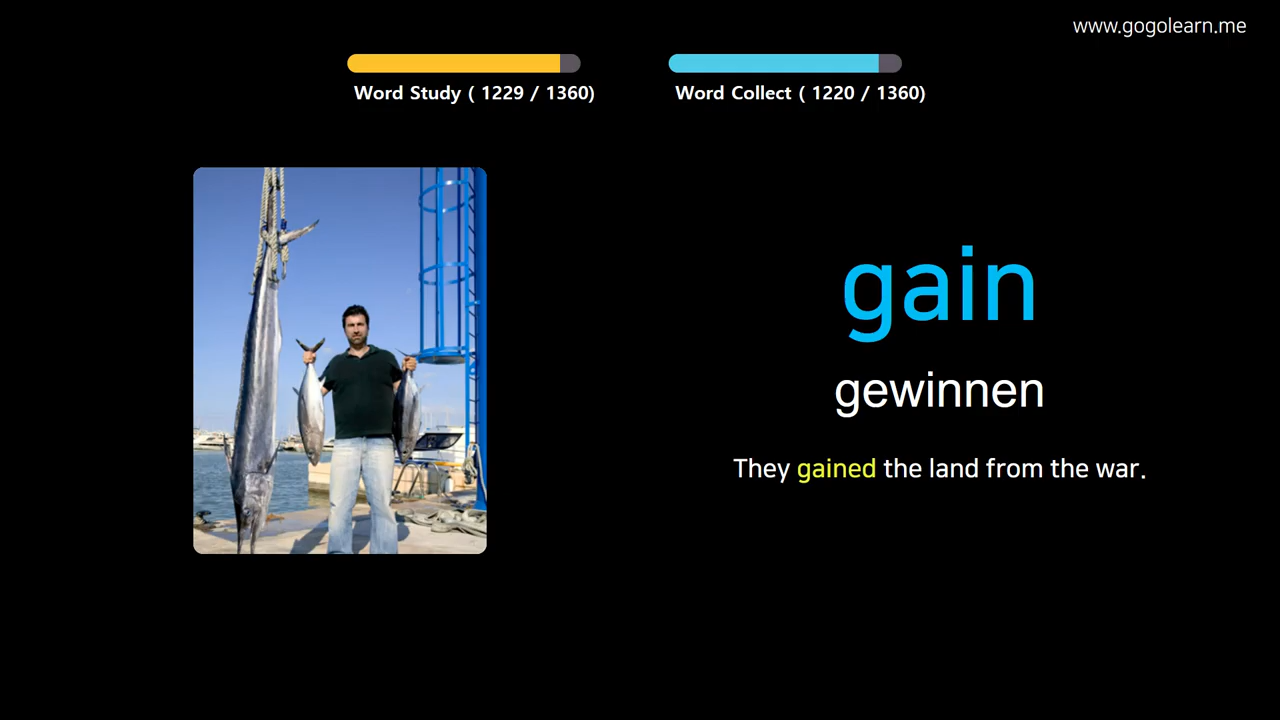 www.gogolearn.me
Word Study ( 1229 / 1360)
Word Collect ( 1220 / 1360)
gain
gewinnen
They gained the land from the war.